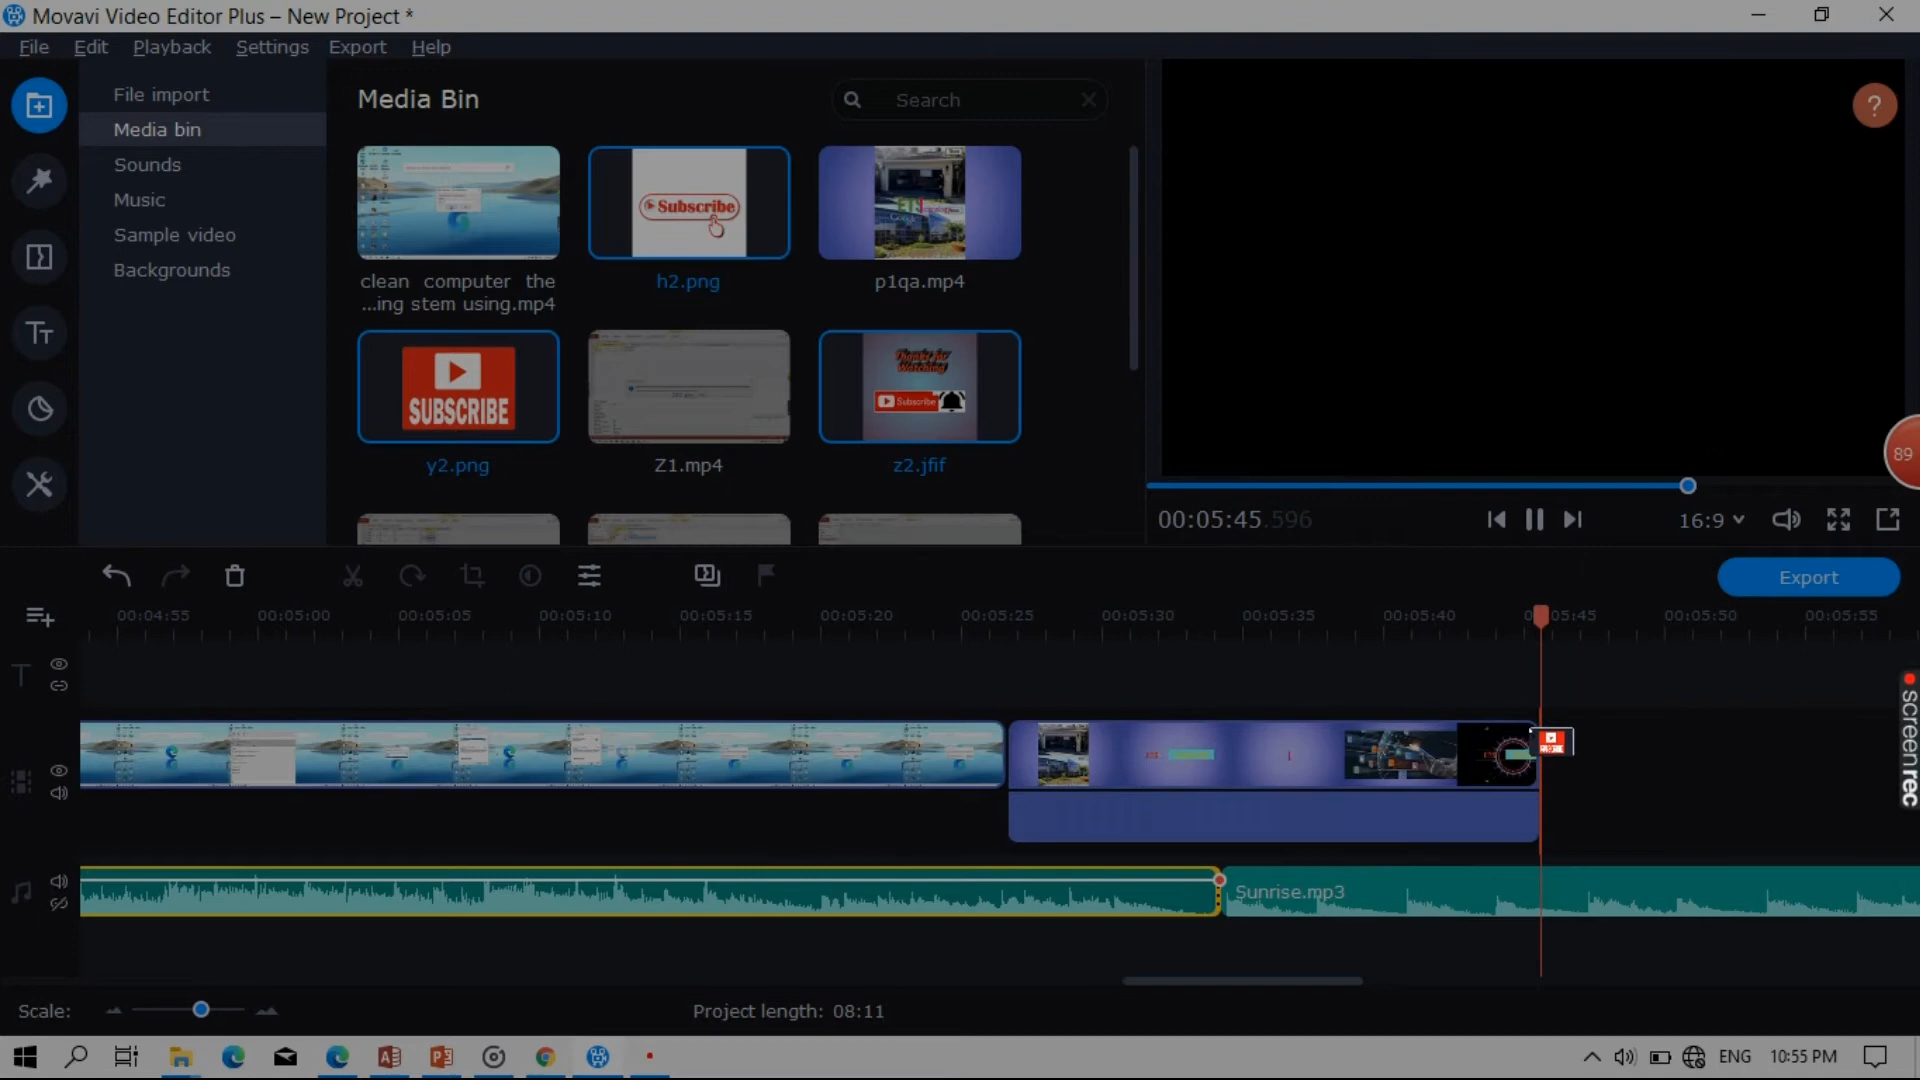 Movavi Video Editor Plus – New Project *
File Edit Playback Settings Export Help
File import
Media bin
Sounds
Music
Sample video
Backgrounds
Media Bin
Search
Subscribe
clean computer the
...ing stem using.mp4
h2.png
p1qa.mp4
SUBSCRIBE
Thanks for
Watching
Subscribe
y2.png
Z1.mp4
z2.jfif
?
89
00:05:45.596
16:9
Export
00:04:55 00:05:00 00:05:05 00:05:10 00:05:15 00:05:20 00:05:25 00:05:30 00:05:35 00:05:40 00:05:45 00:05:50 00:05:55
Sunrise.mp3
screenrec
Scale:
Project length: 08:11
ENG 10:55 PM